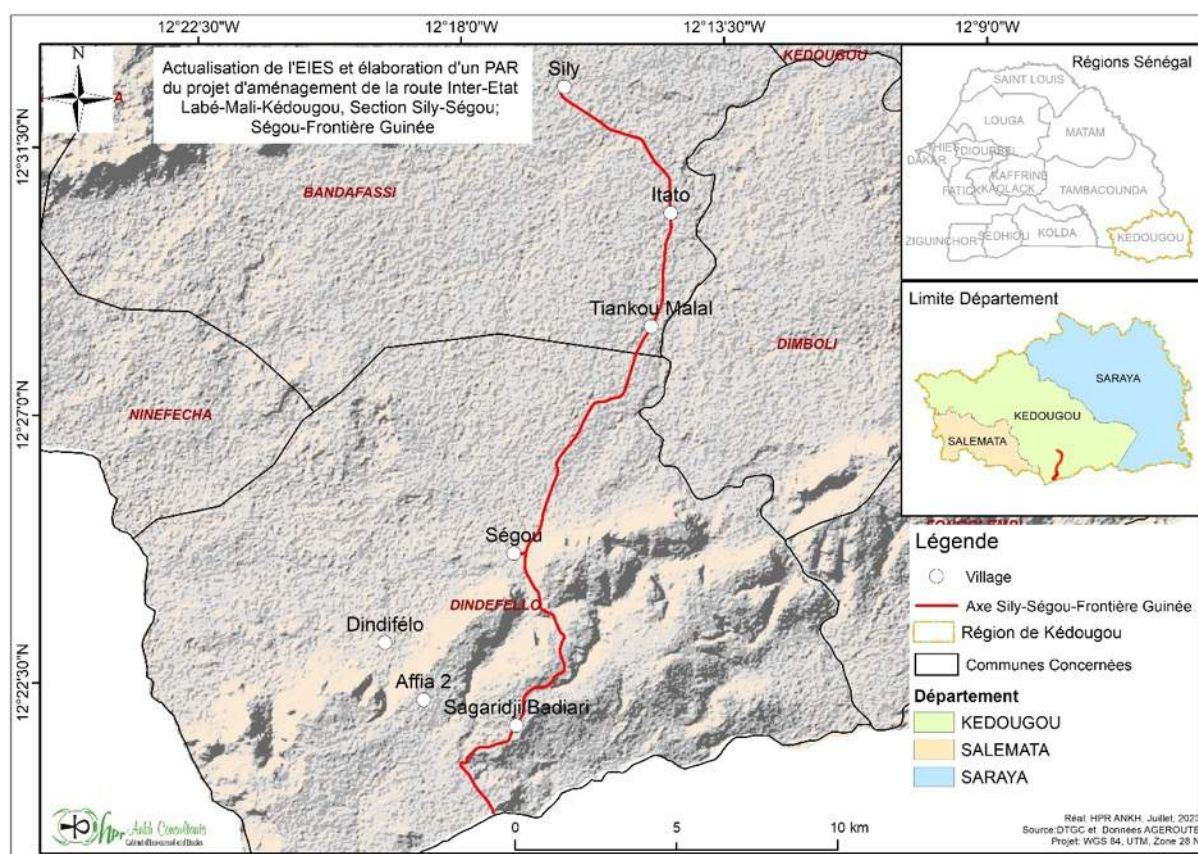 12°22'30"W
12°18'0"W
12°13'30"W
12°9'0"W
N
Actualisation de l'EIES et élaboration d'un PAR
du projet d'aménagement de la route Inter-Etat
Labé-Mali-Kédougou, Section Sily-Ségou;
Ségou-Frontière Guinée
Sily
KEDOUGOU
12°31'30"N
BANDAFASSI
Itato
Tiankou Malal
DIMBOLI
12°27'0"N
NINEFECHA
Ségou
DINDEFELLO
Dindifélo
12°22'30"N
Affia 2
Sagaridji Badiari
Régions Sénégal
SAINT LOUIS
LOUGA
MATAM
THIES
DIOURBEL
DAKAR
KAFFRINE
FATICK
KAOLACK
TAMBACOUNDA
ZIGUINCHOR
SEDHIOU
KOLDA
KEDOUGOU
Limite Département
SARAYA
KEDOUGOU
SALEMATA
Légende
Village
Axe Sily-Ségou-Frontière Guinée
Région de Kédougou
Communes Concernées
Département
KEDOUGOU
SALEMATA
SARAYA
hpr Ankh Consultants
0 5 10 km
Réal: HPR ANKH, Juillet, 2023
Source:DTGC et Données AGEROUTE
Projet: WGS 84, UTM, Zone 28 N